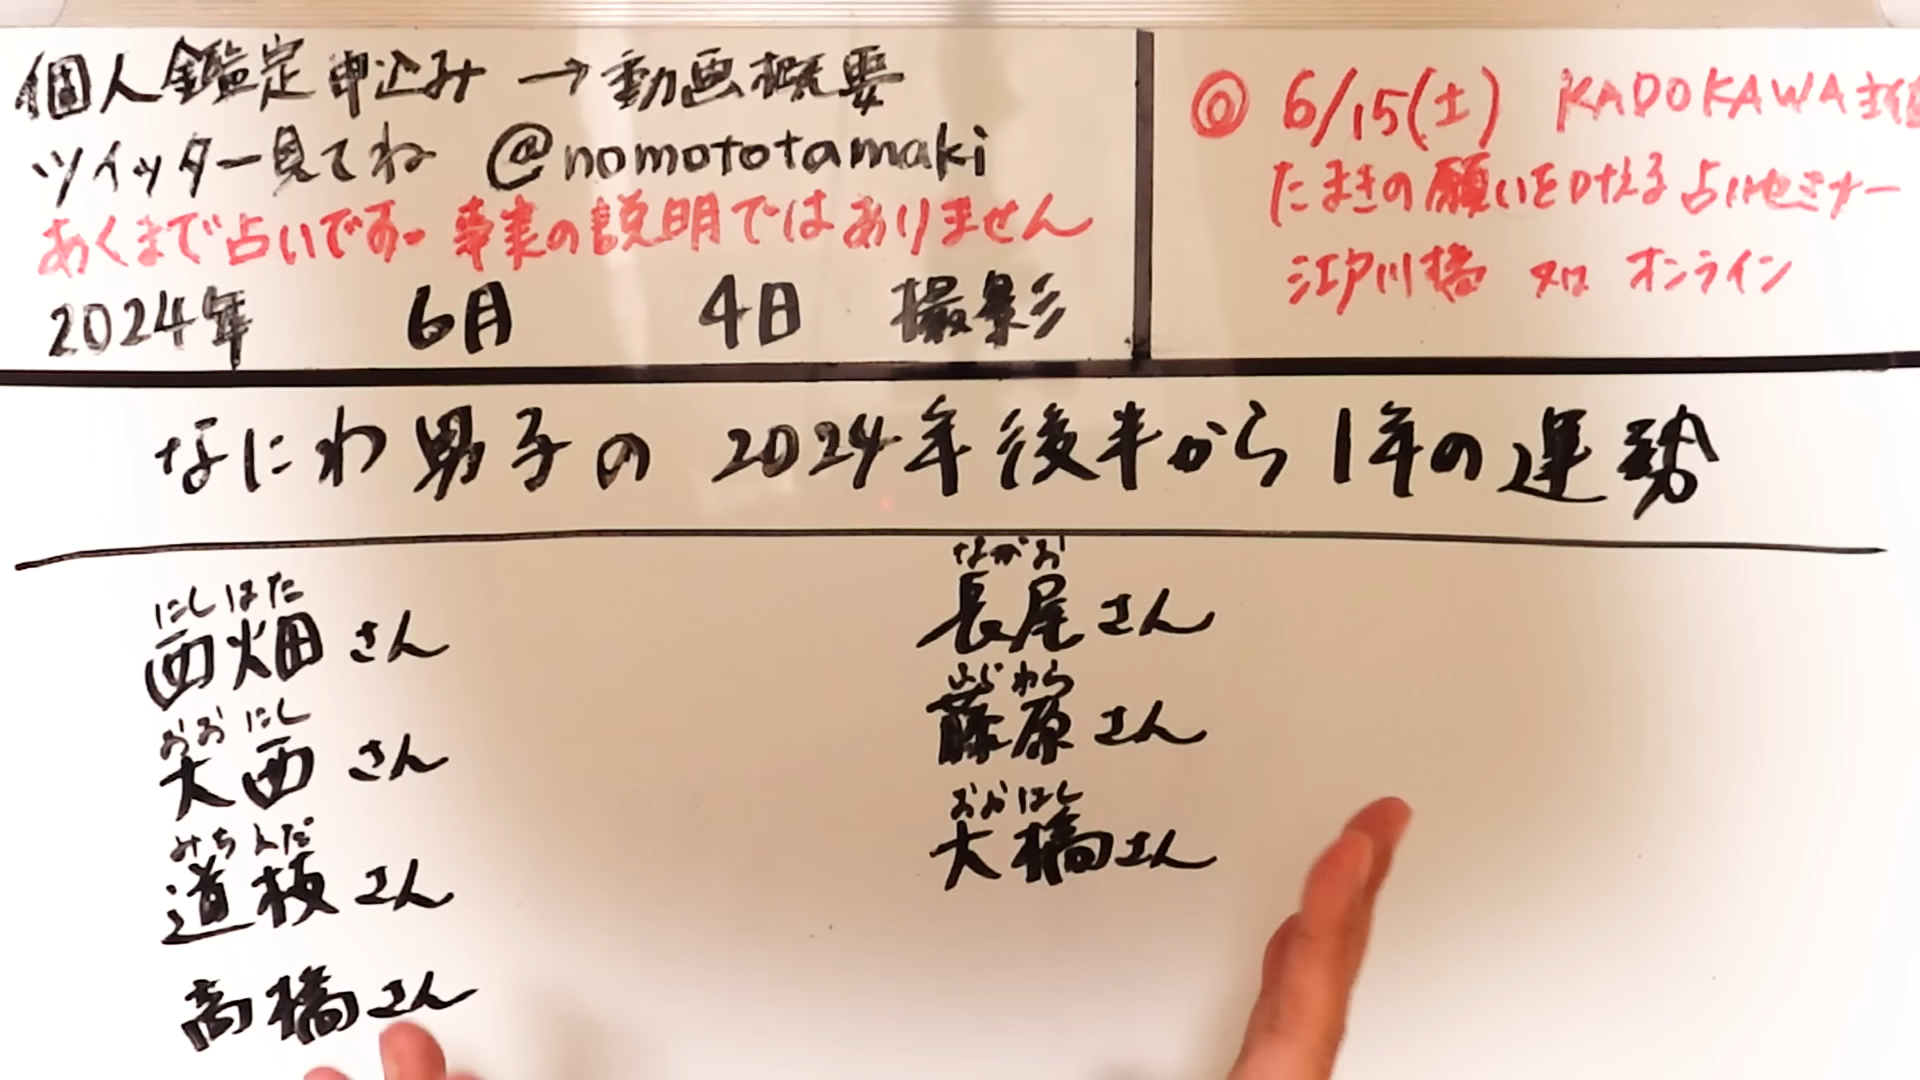 個人鑑定申込み→動画概要
ツイッター見てね @nomototamaki
あくまで占いです。事実の説明ではありません
2024年 6月 4日 撮影
◎ 6/15(土) KADOKAWA主催
たまきの願いを叶える占いセミナー
江戸川橋 又は オンライン
なにわ男子の2024年後半から1年の運勢
にしはた
西畑さん
おおにし
大西さん
みちえだ
道枝さん
高橋さん
ながお
長尾さん
ふじわら
藤原さん
おおはし
大橋さん